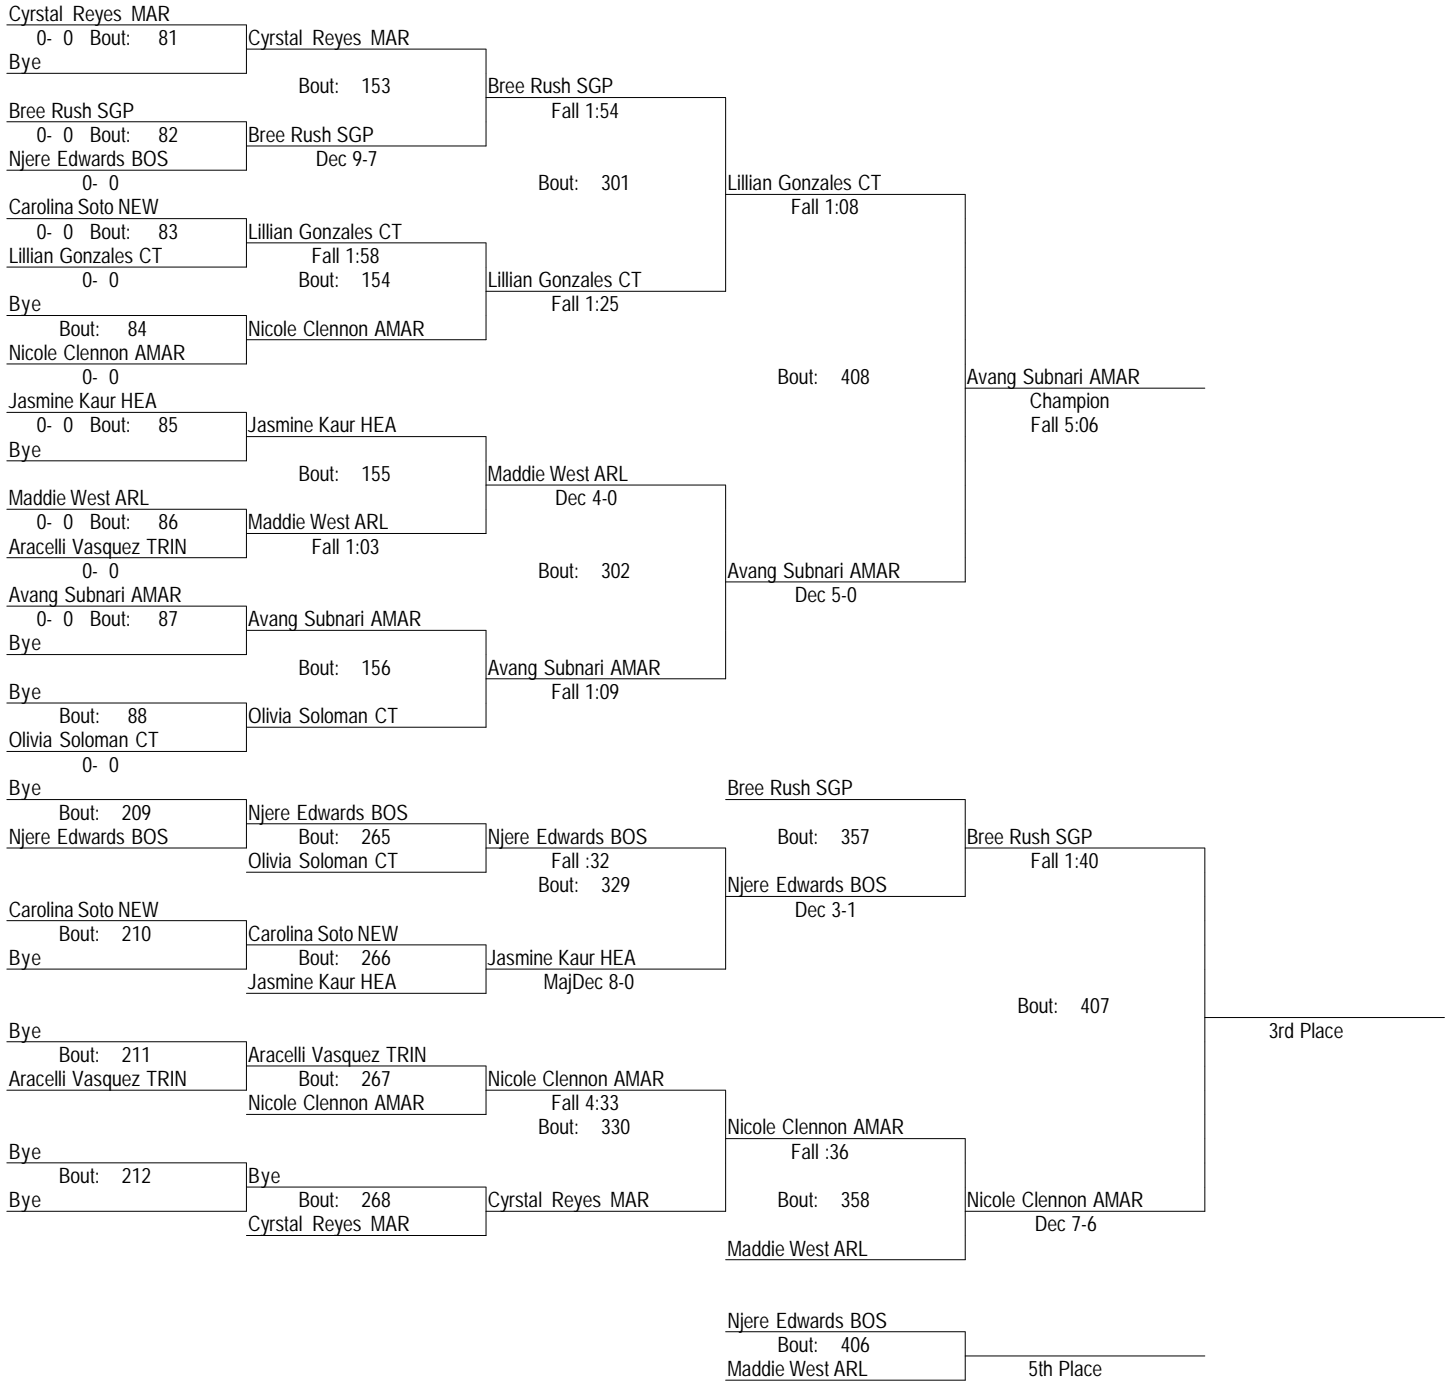 Cyrstal Reyes MAR
0- 0 Bout: 81
Bye
Cyrstal Reyes MAR
Bout: 153
Bree Rush SGP
0- 0 Bout: 82
Njere Edwards BOS
0- 0
Bree Rush SGP
Dec 9-7
Bree Rush SGP
Fall 1:54
Bout: 301
Carolina Soto NEW
0- 0 Bout: 83
Lillian Gonzales CT
0- 0
Lillian Gonzales CT
Fall 1:58
Bout: 154
Bye
Bout: 84
Nicole Clennon AMAR
0- 0
Nicole Clennon AMAR
Lillian Gonzales CT
Fall 1:25
Lillian Gonzales CT
Fall 1:08
Bout: 408
Avang Subnari AMAR
Champion
Fall 5:06
Jasmine Kaur HEA
0- 0 Bout: 85
Bye
Jasmine Kaur HEA
Bout: 155
Maddie West ARL
0- 0 Bout: 86
Aracelli Vasquez TRIN
0- 0
Maddie West ARL
Fall 1:03
Maddie West ARL
Dec 4-0
Bout: 302
Avang Subnari AMAR
0- 0 Bout: 87
Bye
Avang Subnari AMAR
Bout: 156
Bye
Bout: 88
Olivia Soloman CT
0- 0
Olivia Soloman CT
Avang Subnari AMAR
Fall 1:09
Avang Subnari AMAR
Dec 5-0
Bye
Bout: 209
Njere Edwards BOS
Njere Edwards BOS
Bout: 265
Olivia Soloman CT
Njere Edwards BOS
Fall :32
Bout: 329
Carolina Soto NEW
Bout: 210
Bye
Carolina Soto NEW
Bout: 266
Jasmine Kaur HEA
Jasmine Kaur HEA
MajDec 8-0
Bree Rush SGP
Bout: 357
Njere Edwards BOS
Dec 3-1
Bree Rush SGP
Fall 1:40
Bout: 407
3rd Place
Bye
Bout: 211
Aracelli Vasquez TRIN
Aracelli Vasquez TRIN
Bout: 267
Nicole Clennon AMAR
Nicole Clennon AMAR
Fall 4:33
Bout: 330
Bye
Bout: 212
Bye
Bye
Bout: 268
Cyrstal Reyes MAR
Cyrstal Reyes MAR
Nicole Clennon AMAR
Fall :36
Bout: 358
Maddie West ARL
Nicole Clennon AMAR
Dec 7-6
Njere Edwards BOS
Bout: 406
Maddie West ARL
5th Place